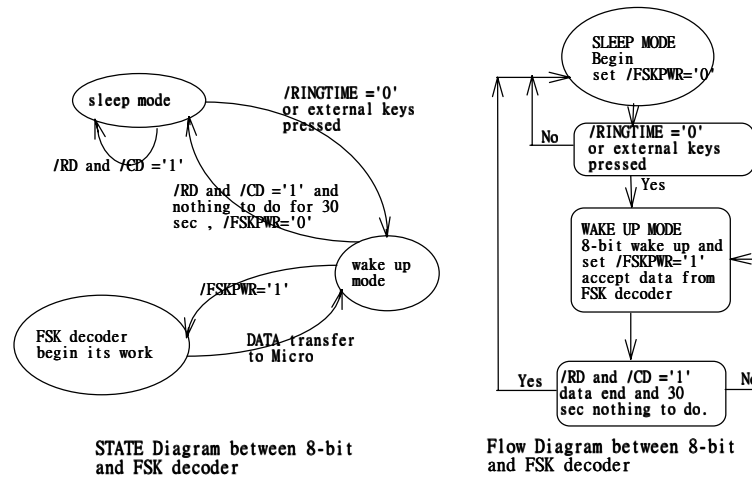 sleep mode
/RINGTIME ='0'
or external keys
pressed
/RD and /CD ='1'
/RD and /CD ='1' and
nothing to do for 30
sec , /FSKPWR='0'
wake up
mode
/FSKPWR='1'
FSK decoder
begin its work
DATA transfer
to Micro
STATE Diagram between 8-bit
and FSK decoder
SLEEP MODE
Begin
set /FSKPWR='0'
No
/RINGTIME ='0'
or external keys
pressed
Yes
WAKE UP MODE
8-bit wake up and
set /FSKPWR='1'
accept data from
FSK decoder
Yes
/RD and /CD ='1'
data end and 30
sec nothing to do.
No
Flow Diagram between 8-bit
and FSK decoder